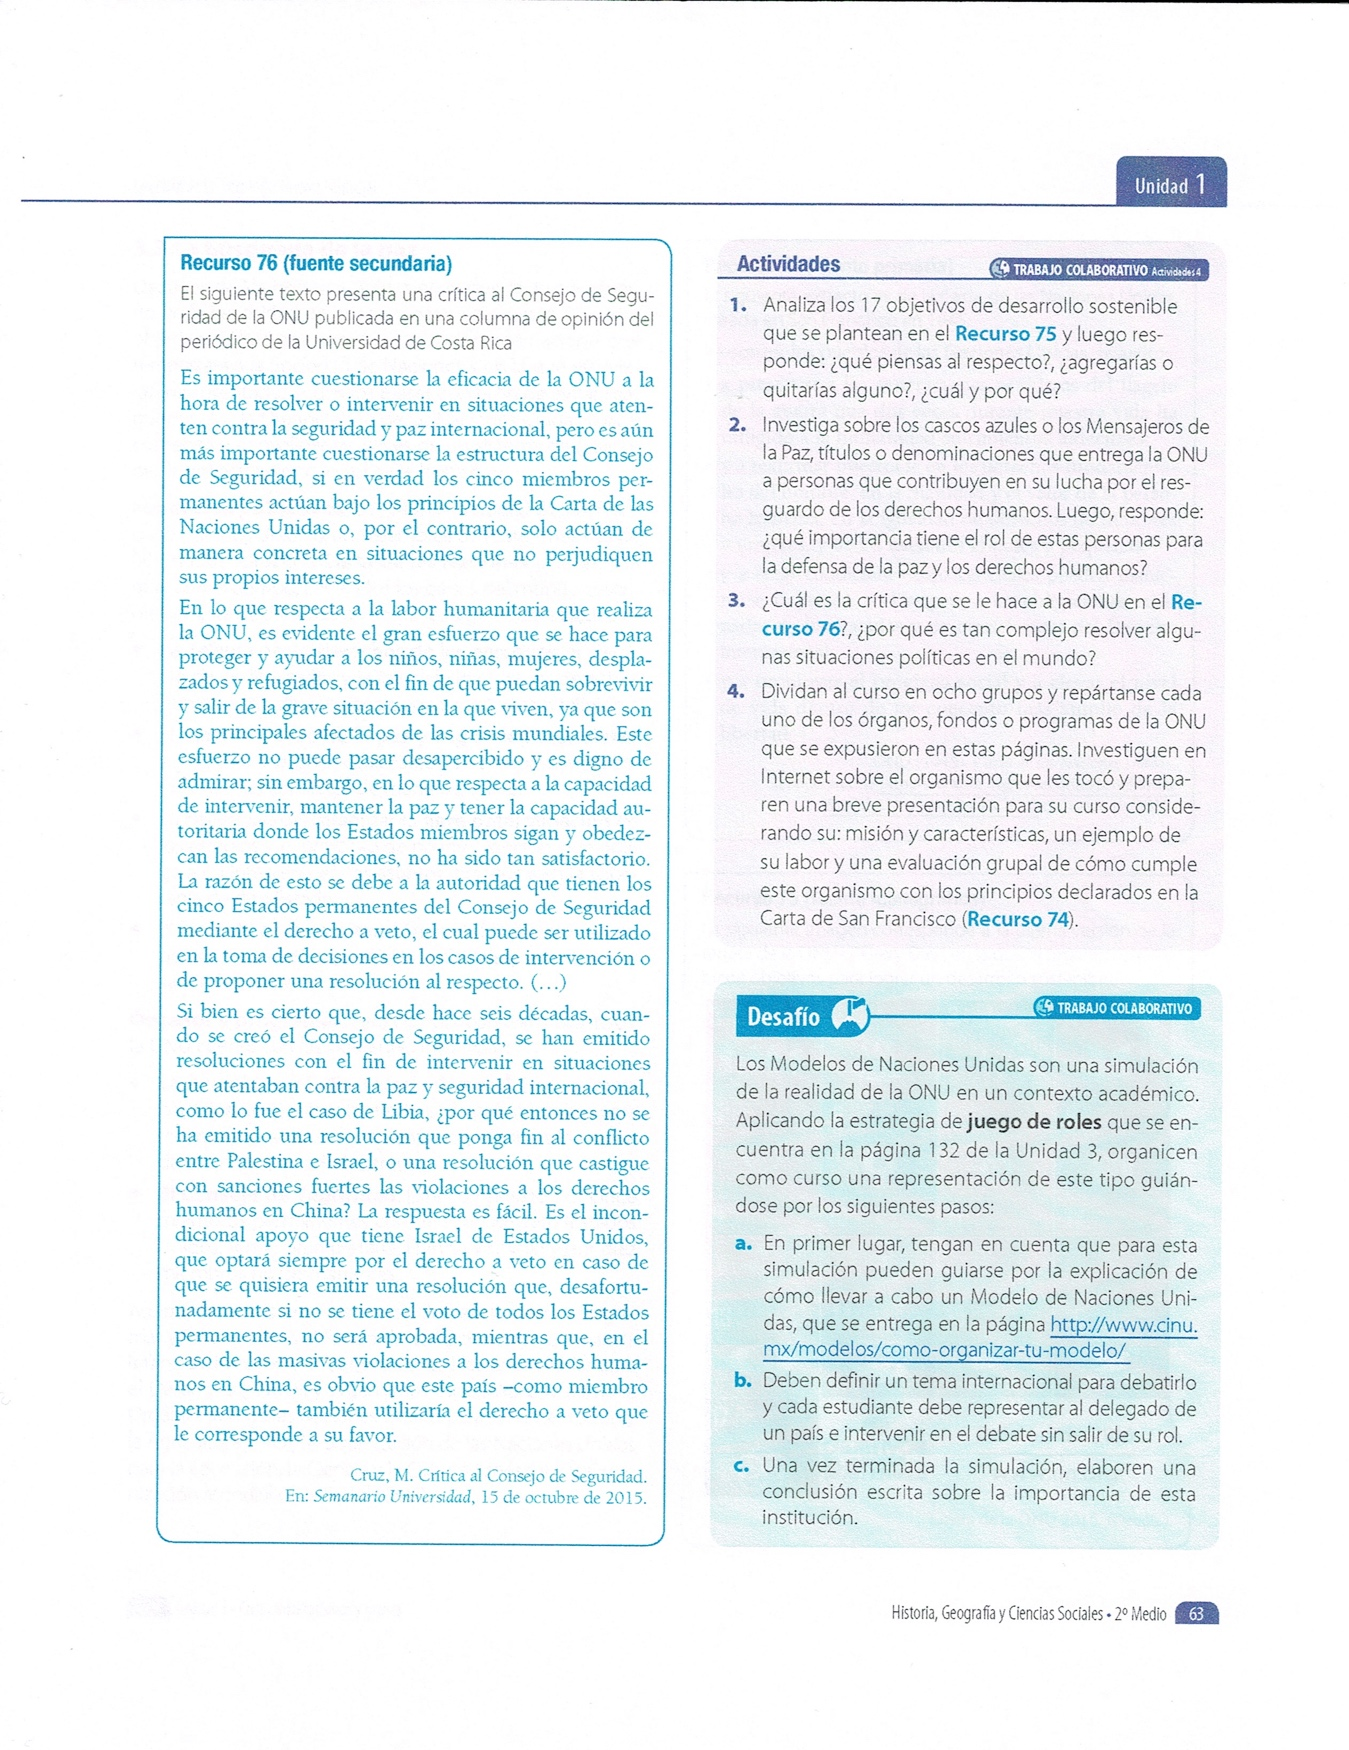 Unidad 1
Recurso 76 (fuente secundaria)
El siguiente texto presenta una crítica al Consejo de Segu-
ridad de la ONU publicada en una columna de opinión del
periódico de la Universidad de Costa Rica
Es importante cuestionarse la eficacia de la ONU a la
hora de resolver o intervenir en situaciones que aten-
ten contra la seguridad y paz internacional, pero es aún
más importante cuestionarse la estructura del Consejo
de Seguridad, si en verdad los cinco miembros per-
manentes actúan bajo los principios de la Carta de las
Naciones Unidas o, por el contrario, solo actúan de
manera concreta en situaciones que no perjudiquen
sus propios intereses.
En lo que respecta a la labor humanitaria que realiza
la ONU, es evidente el gran esfuerzo que se hace para
proteger y ayudar a los niños, niñas, mujeres, despla-
zados y refugiados, con el fin de que puedan sobrevivir
y salir de la grave situación en la que viven, ya que son
los principales afectados de las crisis mundiales. Este
esfuerzo no puede pasar desapercibido y es digno de
admirar; sin embargo, en lo que respecta a la capacidad
de intervenir, mantener la paz y tener la capacidad au-
toritaria donde los Estados miembros sigan y obedez-
can las recomendaciones, no ha sido tan satisfactorio.
La razón de esto se debe a la autoridad que tienen los
cinco Estados permanentes del Consejo de Seguridad
mediante el derecho a veto, el cual puede ser utilizado
en la toma de decisiones en los casos de intervención o
de proponer una resolución al respecto. (…)
Si bien es cierto que, desde hace seis décadas, cuan-
do se creó el Consejo de Seguridad, se han emitido
resoluciones con el fin de intervenir en situaciones
que atentaban contra la paz y seguridad internacional,
como lo fue el caso de Libia, ¿por qué entonces no se
ha emitido una resolución que ponga fin al conflicto
entre Palestina e Israel, o una resolución que castigue
con sanciones fuertes las violaciones a los derechos
humanos en China? La respuesta es fácil. Es el incon-
dicional apoyo que tiene Israel de Estados Unidos,
que optará siempre por el derecho a veto en caso de
que se quisiera emitir una resolución que, desafortu-
nadamente si no se tiene el voto de todos los Estados
permanentes, no será aprobada, mientras que, en el
caso de las masivas violaciones a los derechos huma-
nos en China, es obvio que este país –como miembro
permanente– también utilizaría el derecho a veto que
le corresponde a su favor.
Cruz, M. Crítica al Consejo de Seguridad.
En: Semanario Universidad, 15 de octubre de 2015.
Actividades
TRABAJO COLABORATIVO Actividades 4
1. Analiza los 17 objetivos de desarrollo sostenible
que se plantean en el Recurso 75 y luego res-
ponde: ¿qué piensas al respecto?, ¿agregarías o
quitarías alguno?, ¿cuál y por qué?
2. Investiga sobre los cascos azules o los Mensajeros de
la Paz, títulos o denominaciones que entrega la ONU
a personas que contribuyen en su lucha por el res-
guardo de los derechos humanos. Luego, responde:
¿qué importancia tiene el rol de estas personas para
la defensa de la paz y los derechos humanos?
3. ¿Cuál es la crítica que se le hace a la ONU en el Re-
curso 76?, ¿por qué es tan complejo resolver algu-
nas situaciones políticas en el mundo?
4. Dividan al curso en ocho grupos y repártanse cada
uno de los órganos, fondos o programas de la ONU
que se expusieron en estas páginas. Investiguen en
Internet sobre el organismo que les tocó y prepa-
ren una breve presentación para su curso conside-
rando su: misión y características, un ejemplo de
su labor y una evaluación grupal de cómo cumple
este organismo con los principios declarados en la
Carta de San Francisco (Recurso 74).
Desafío
TRABAJO COLABORATIVO
Los Modelos de Naciones Unidas son una simulación
de la realidad de la ONU en un contexto académico.
Aplicando la estrategia de juego de roles que se en-
cuentra en la página 132 de la Unidad 3, organicen
como curso una representación de este tipo guián-
dose por los siguientes pasos:
a. En primer lugar, tengan en cuenta que para esta
simulación pueden guiarse por la explicación de
cómo llevar a cabo un Modelo de Naciones Uni-
das, que se entrega en la página http://www.cinu.
mx/modelos/como-organizar-tu-modelo/
b. Deben definir un tema internacional para debatirlo
y cada estudiante debe representar al delegado de
un país e intervenir en el debate sin salir de su rol.
c. Una vez terminada la simulación, elaboren una
conclusión escrita sobre la importancia de esta
institución.
Historia, Geografía y Ciencias Sociales • 2º Medio 63